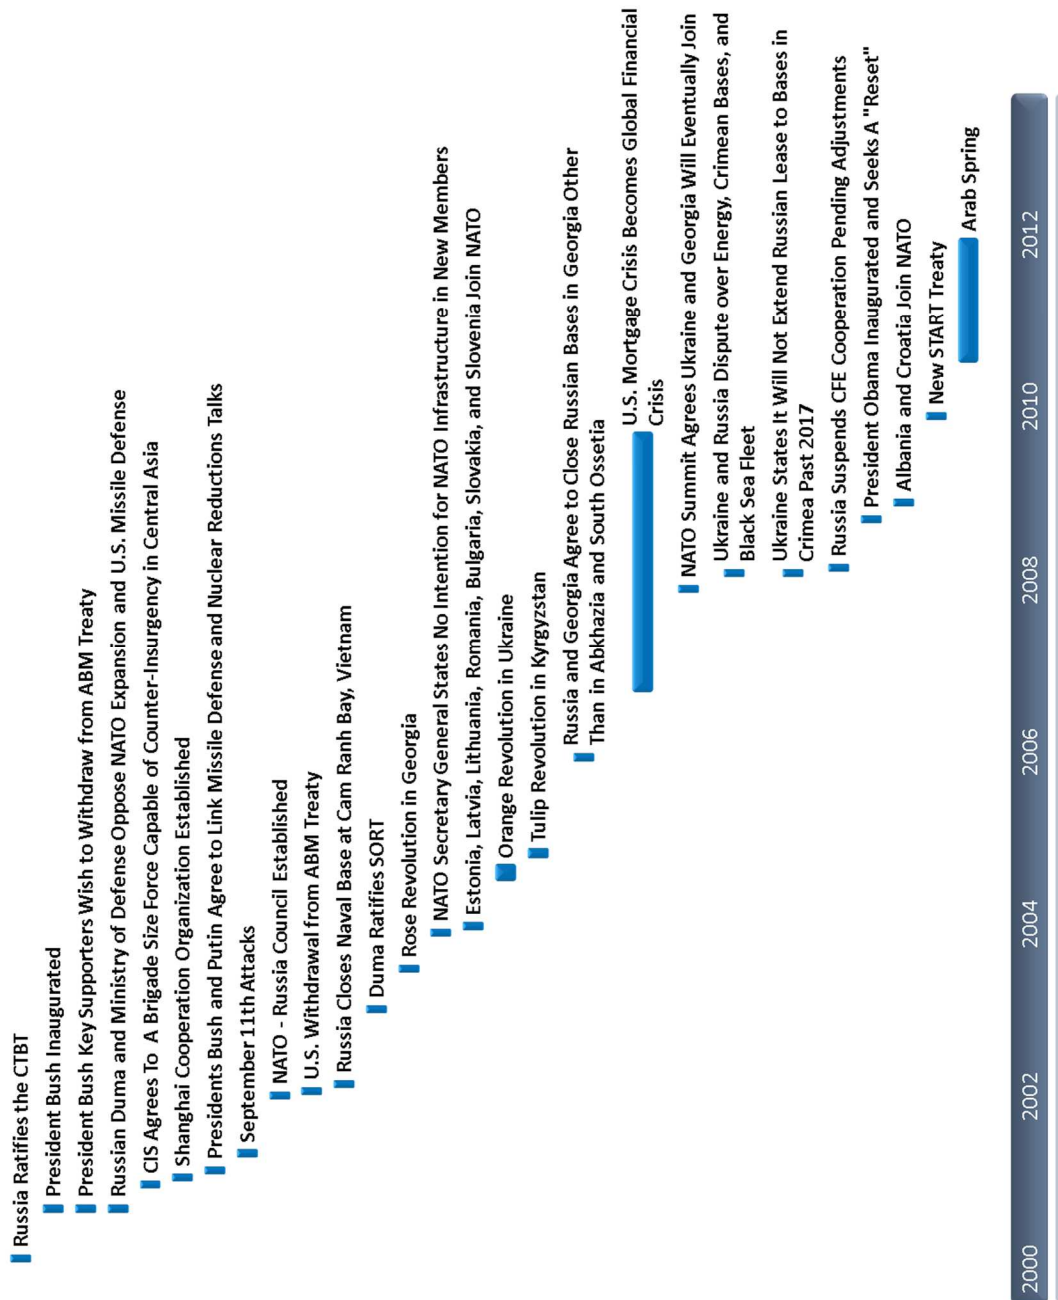 Russia Ratifies the CTBT
President Bush Inaugurated
President Bush Key Supporters Wish to Withdraw from ABM Treaty
Russian Duma and Ministry of Defense Oppose NATO Expansion and U.S. Missile Defense
CIS Agrees To A Brigade Size Force Capable of Counter-Insurgency in Central Asia
Shanghai Cooperation Organization Established
Presidents Bush and Putin Agree to Link Missile Defense and Nuclear Reductions Talks
September 11th Attacks
NATO - Russia Council Established
U.S. Withdrawal from ABM Treaty
Russia Closes Naval Base at Cam Ranh Bay, Vietnam
Duma Ratifies SORT
Rose Revolution in Georgia
NATO Secretary General States No Intention for NATO Infrastructure in New Members
Estonia, Latvia, Lithuania, Romania, Bulgaria, Slovakia, and Slovenia Join NATO
Orange Revolution in Ukraine
Tulip Revolution in Kyrgyzstan
Russia and Georgia Agree to Close Russian Bases in Georgia Other
Than in Abkhazia and South Ossetia
U.S. Mortgage Crisis Becomes Global Financial
Crisis
NATO Summit Agrees Ukraine and Georgia Will Eventually Join
Ukraine and Russia Dispute over Energy, Crimean Bases, and
Black Sea Fleet
Ukraine States It Will Not Extend Russian Lease to Bases in
Crimea Past 2017
Russia Suspends CFE Cooperation Pending Adjustments
President Obama Inaugurated and Seeks A "Reset"
Albania and Croatia Join NATO
New START Treaty
Arab Spring
2000 2002 2004 2006 2008 2010 2012